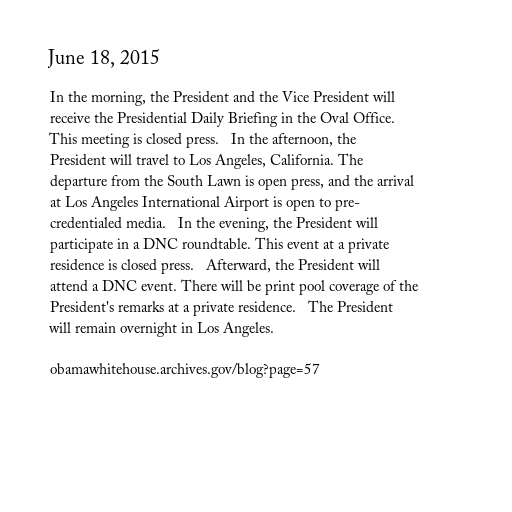 June 18, 2015
In the morning, the President and the Vice President will
receive the Presidential Daily Briefing in the Oval Office.
This meeting is closed press.   In the afternoon, the
President will travel to Los Angeles, California. The
departure from the South Lawn is open press, and the arrival
at Los Angeles International Airport is open to pre-
credentialed media.   In the evening, the President will
participate in a DNC roundtable. This event at a private
residence is closed press.   Afterward, the President will
attend a DNC event. There will be print pool coverage of the
President's remarks at a private residence.   The President
will remain overnight in Los Angeles.
obamawhitehouse.archives.gov/blog?page=57